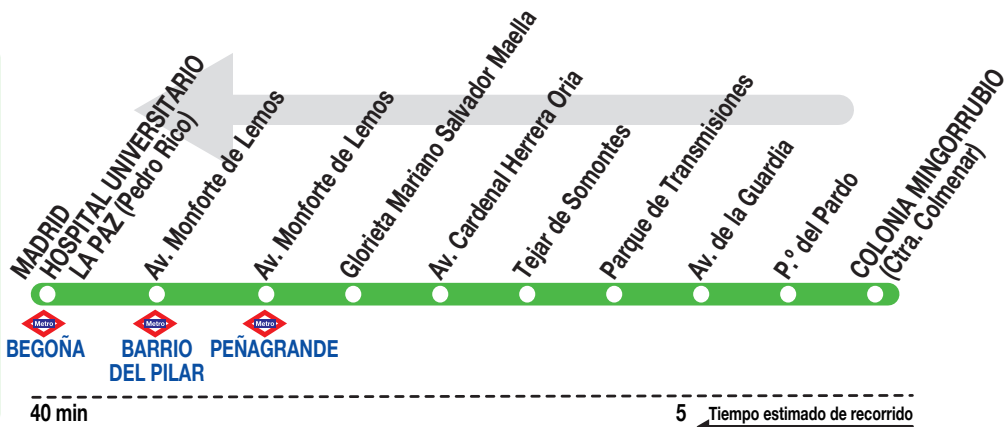 MADRID
HOSPITAL UNIVERSITARIO
LA PAZ (Pedro Rico)
Av. Monforte de Lemos
Av. Monforte de Lemos
Glorieta Mariano Salvador Maella
Av. Cardenal Herrera Oria
Tejar de Somontes
Parque de Transmisiones
Av. de la Guardia
P.º del Pardo
COLONIA MINGORRUBIO
(Ctra. Colmenar)
Metro
Metro
Metro
BEGOÑA
BARRIO
DEL PILAR
PEÑAGRANDE
40 min
5
Tiempo estimado de recorrido